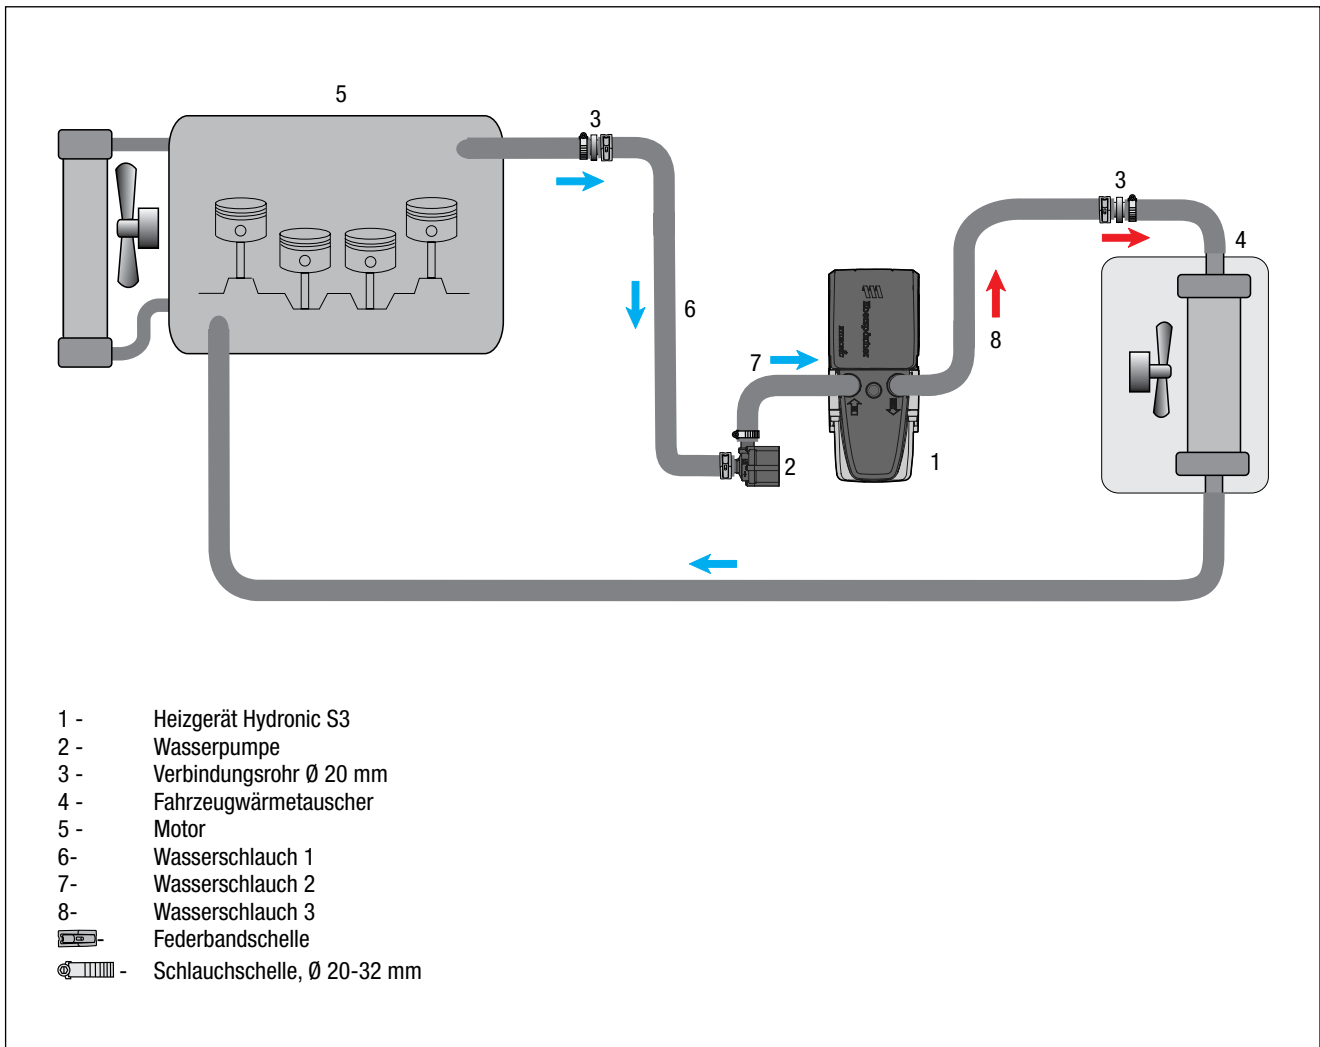 5
3
3
4
6
8
7
Eberspächer
2
1
1 - Heizgerät Hydronic S3
2 - Wasserpumpe
3 - Verbindungsrohr Ø 20 mm
4 - Fahrzeugwärmetauscher
5 - Motor
6- Wasserschlauch 1
7- Wasserschlauch 2
8- Wasserschlauch 3
- Federbandschelle
- Schlauchschelle, Ø 20-32 mm